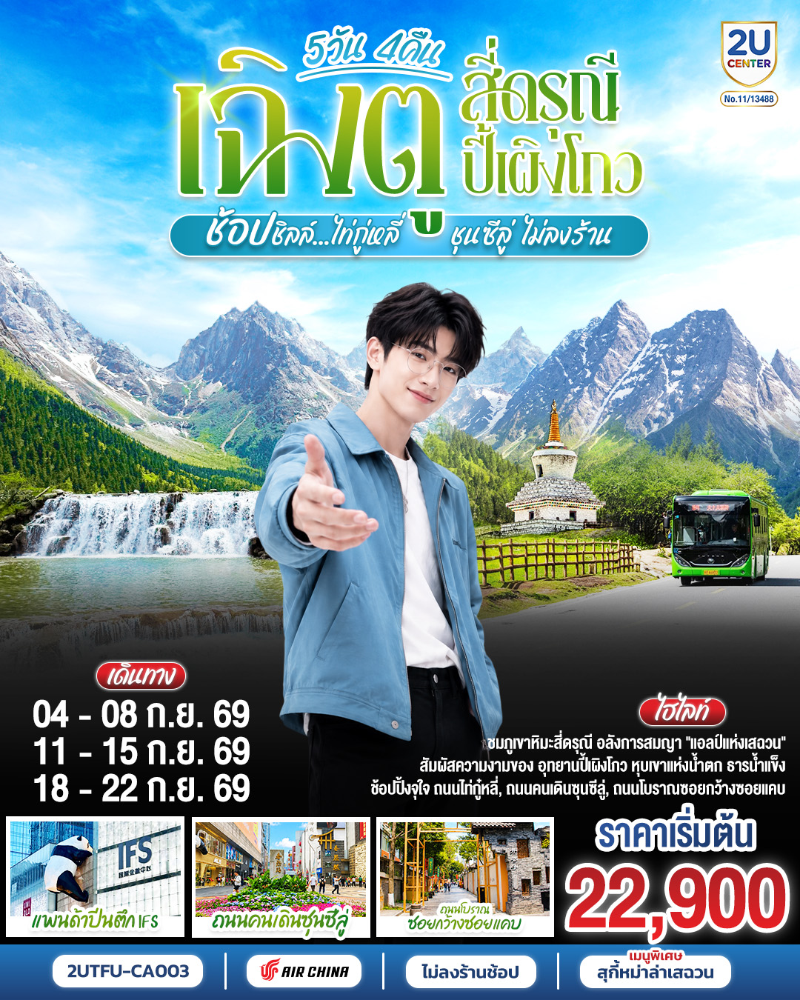 5วัน 4คืน
เฉิงตู
สี่ดรุณี
ปี้เผิงโกว
ช้อปชิลล์...ไท่กู่หลี่ ชุนซีลู่ ไม่ลงร้าน
2U
CENTER
No.11/13488
เดินทาง
04 - 08 ก.ย. 69
11 - 15 ก.ย. 69
18 - 22 ก.ย. 69
ไฮไลท์
ชมภูเขาหิมะสี่ดรุณี อลังการสมญา "แอลป์แห่งเสฉวน"
สัมผัสความงามของ อุทยานปี้เผิงโกว หุบเขาแห่งน้ำตก ธารน้ำแข็ง
ช้อปปิ้งจุใจ ถนนไท่กู๋หลี่, ถนนคนเดินชุนซีลู่, ถนนโบราณซอยกว้างซอยแคบ
IFS
国际金融中心
แพนด้าปีนตึก IFS
ถนนคนเดินชุนซีลู่
ถนนโบราณ
ซอยกว้างซอยแคบ
ราคาเริ่มต้น
22,900
2UTFU-CA003
AIR CHINA
ไม่ลงร้านช้อป
เมนูพิเศษ
สุกี้หม่าล่าเสฉวน